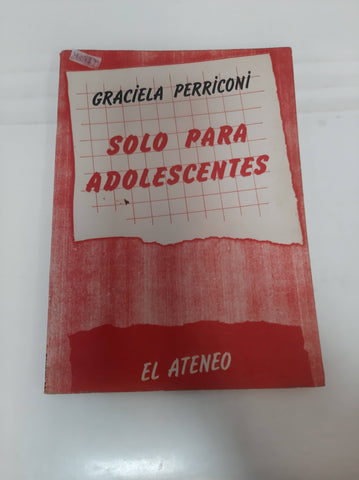 GRACIELA PERRICONI
SOLO PARA
ADOLESCENTES
EL ATENEO